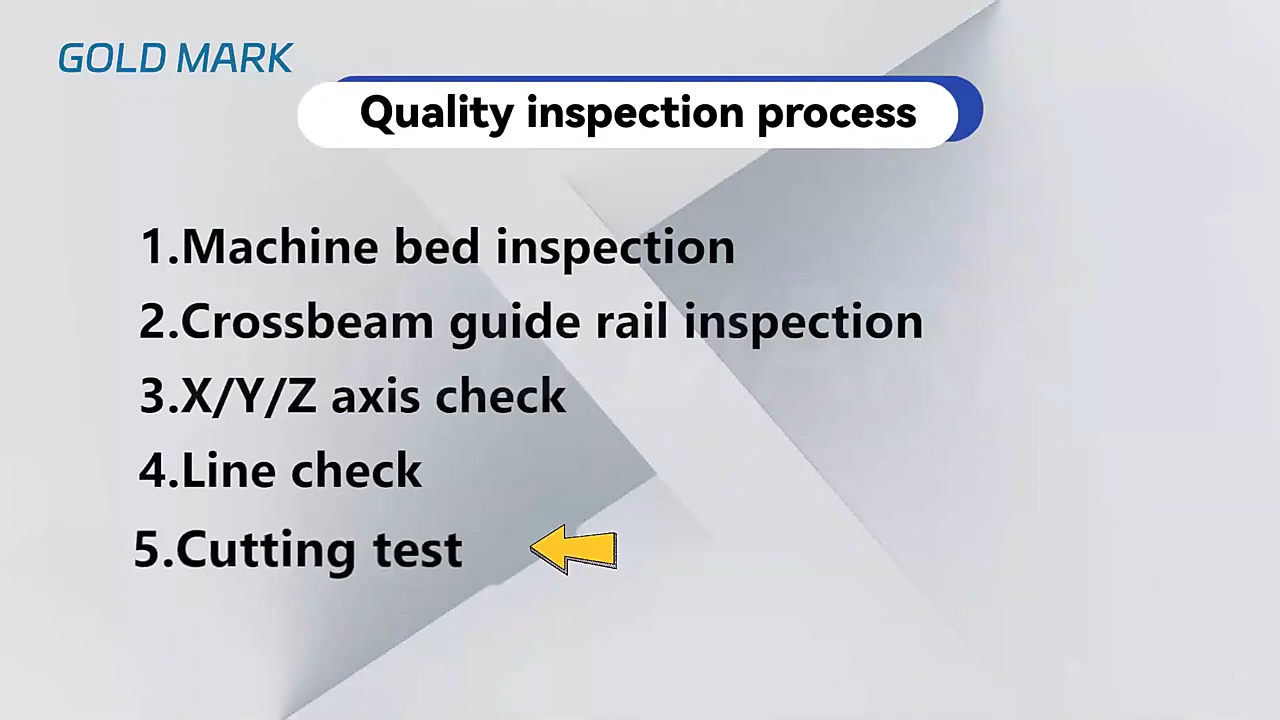 GOLD MARK
Quality inspection process
1.Machine bed inspection
2.Crossbeam guide rail inspection
3.X/Y/Z axis check
4.Line check
5.Cutting test